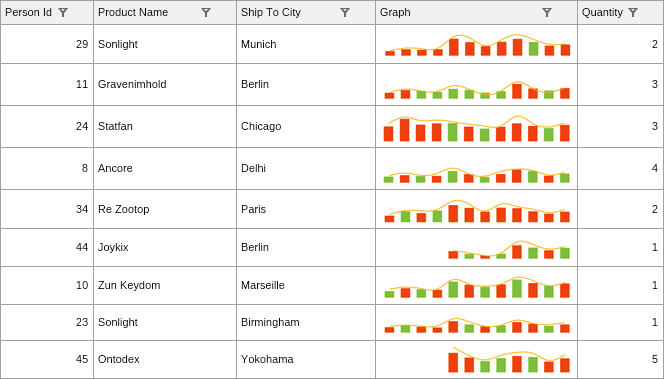 Person Id Product Name Ship To City Graph Quantity
29 Sonlight Munich 2
11 Gravenimhold Berlin 3
24 Statfan Chicago 3
8 Ancore Delhi 4
34 Re Zootop Paris 2
44 Joykix Berlin 1
10 Zun Keydom Marseille 1
23 Sonlight Birmingham 1
45 Ontodex Yokohama 5